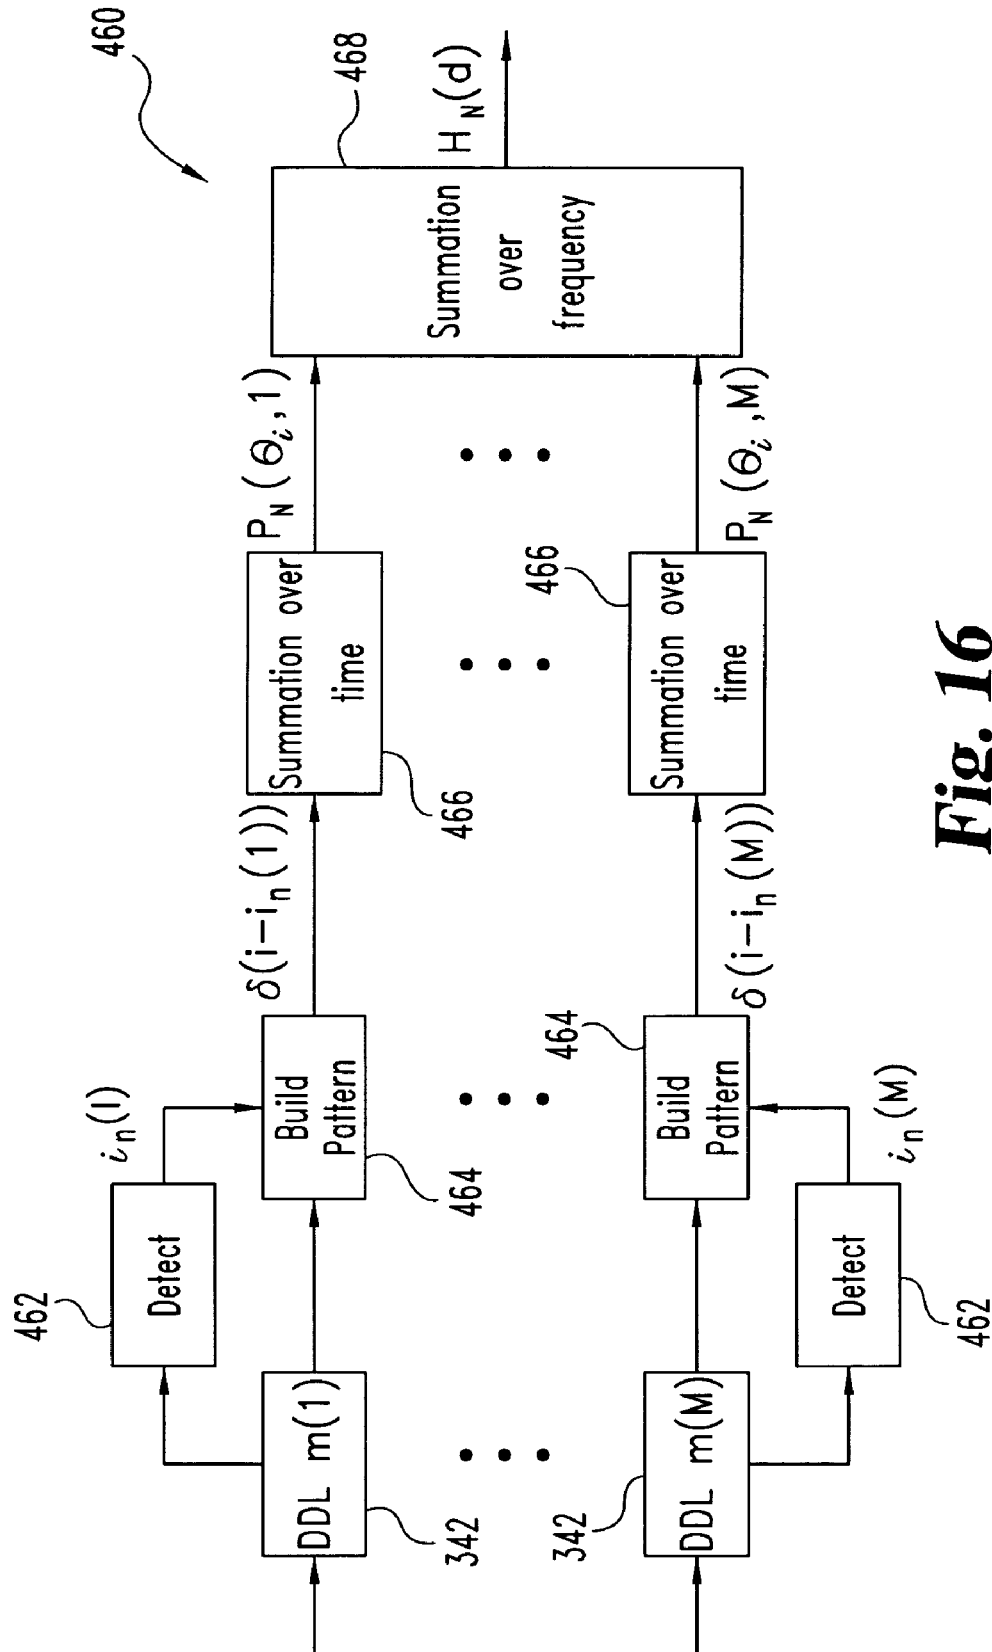 460
468
H_N(d)
Summation
over
frequency
P_N(Θ_i,1)
P_N(Θ_i,M)
Summation over
time
466
466
Summation over
time
δ(i−i_n(1))
δ(i−i_n(M))
Build
Pattern
464
464
Build
Pattern
i_n(I)
i_n(M)
462
Detect
Detect
462
DDL m(1)
342
342
DDL m(M)
Fig. 16